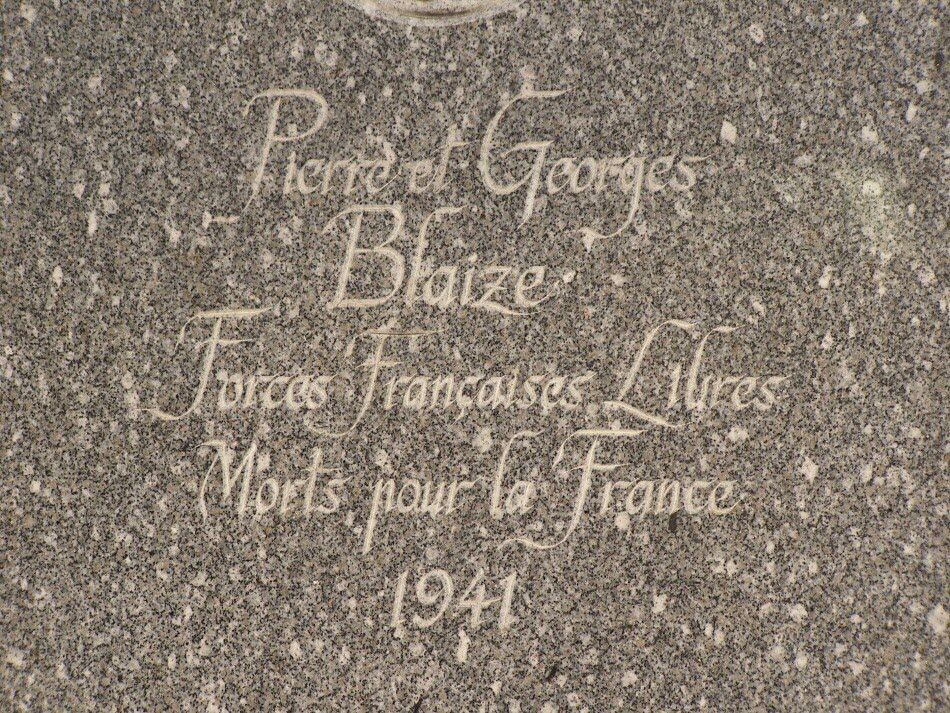 Pierre et Georges
Blaize
Forces Françaises Libres
Morts pour la France
1941